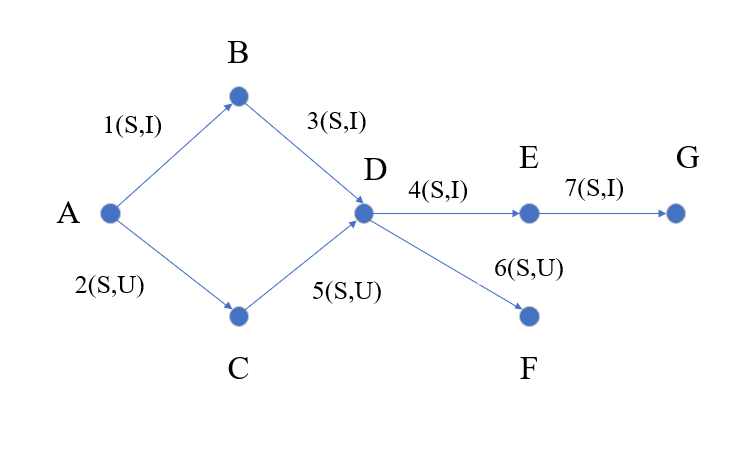 B
1(S,I)
3(S,I)
D
E
G
4(S,I)
7(S,I)
A
2(S,U)
5(S,U)
6(S,U)
C
F